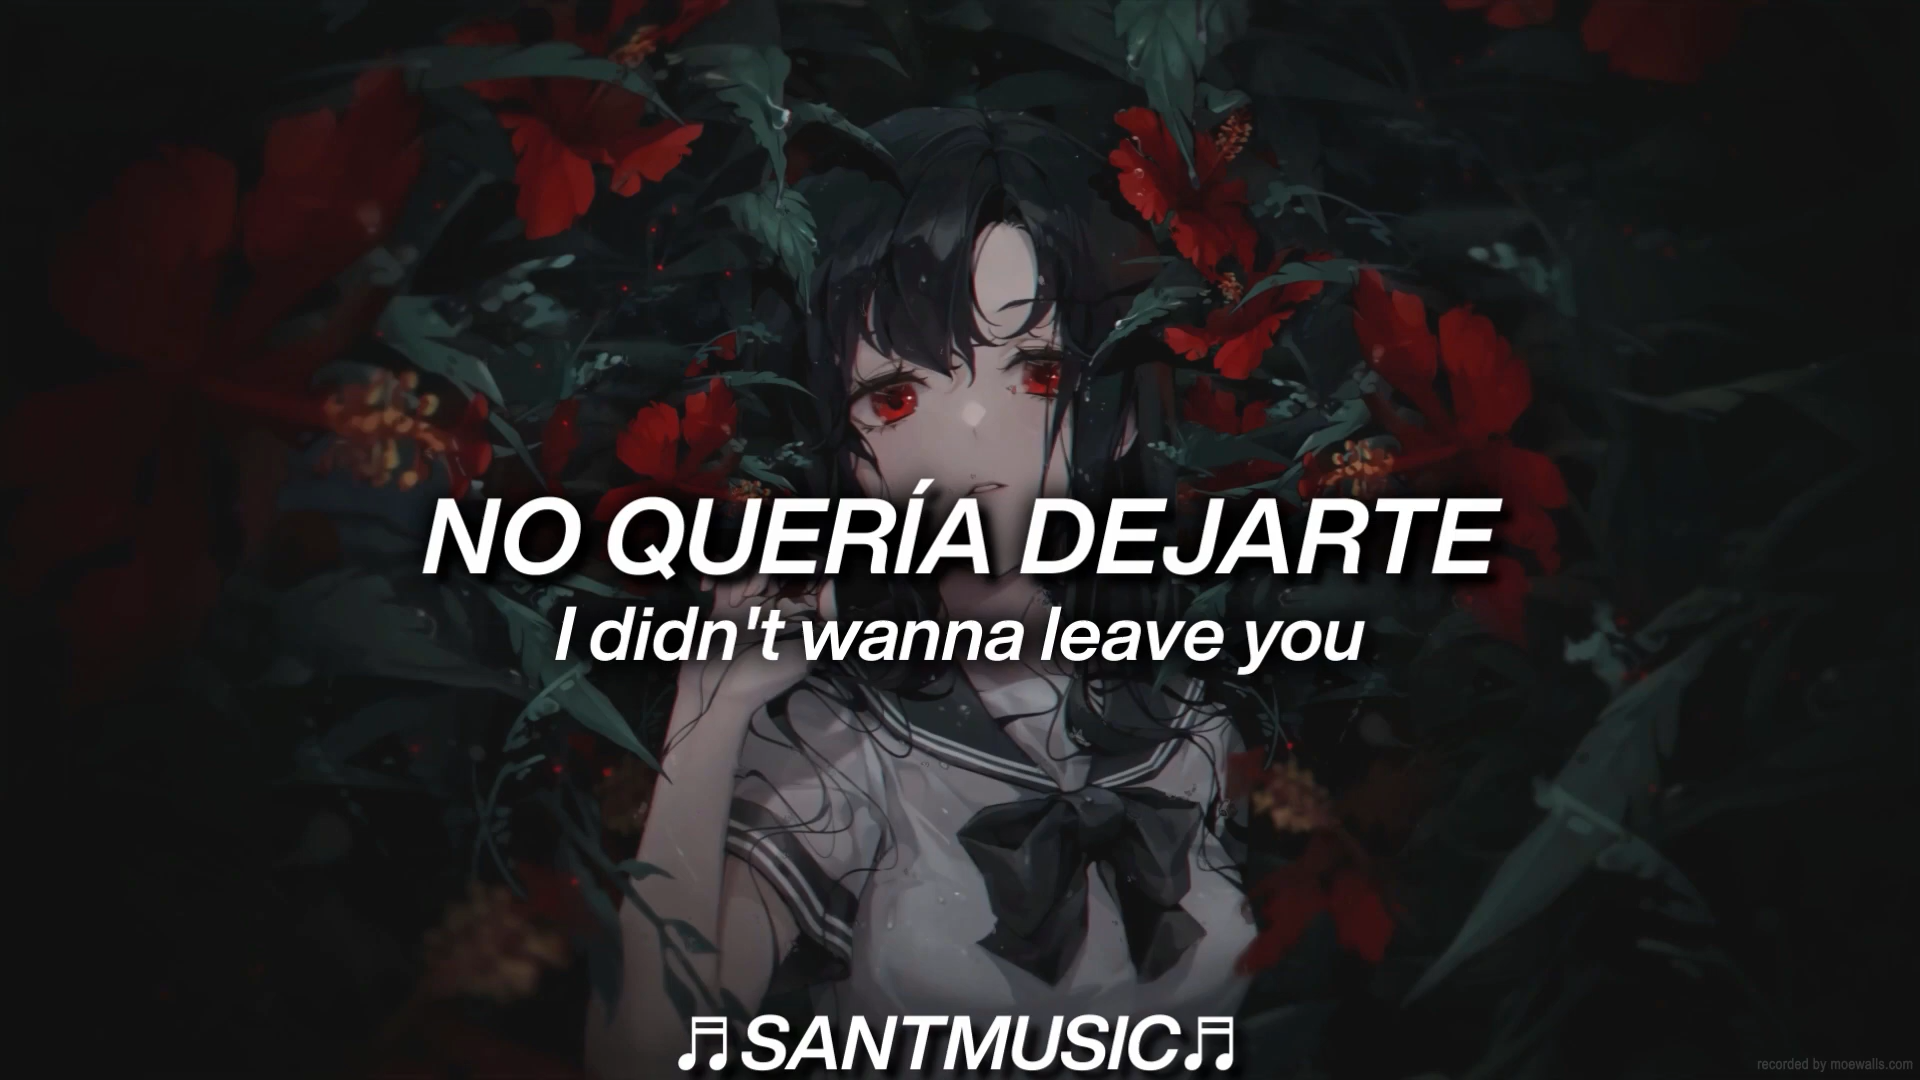 NO QUERÍA DEJARTE
I didn't wanna leave you
♬SANTMUSIC♬
recorded by moewalls.com